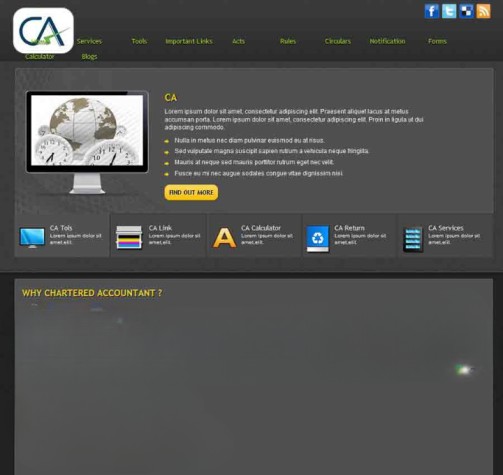 CA
Services
Tools
Important Links
Acts
Rules
Circulars
Notification
Forms
Calculator
Blogs
CA
Lorem ipsum dolor sit amet, consectetur adipiscing elit. Praesent aliquet lacus at metus
accumsan porta. Lorem ipsum dolor sit amet, consectetur adipiscing elit. Proin in ligula ut dui
adipiscing commodo.
Nulla in metus nec diam pulvinar euismod eu at risus.
Sed vulputate magna suscipit sapien rutrum a vehicula neque fringilla.
Mauris at neque sed mauris porttitor rutrum eget nec velit.
Fusce eu mi nec augue sodales congue vitae dignissim nisi.
FIND OUT MORE
CA Tols
Lorem ipsum dolor sit
amet,elit.
CA Link
Lorem ipsum dolor sit
amet,elit.
CA Calculator
Lorem ipsum dolor sit
amet,elit.
CA Return
Lorem ipsum dolor sit
amet,elit.
CA Services
Lorem ipsum dolor sit
amet,elit.
WHY CHARTERED ACCOUNTANT ?